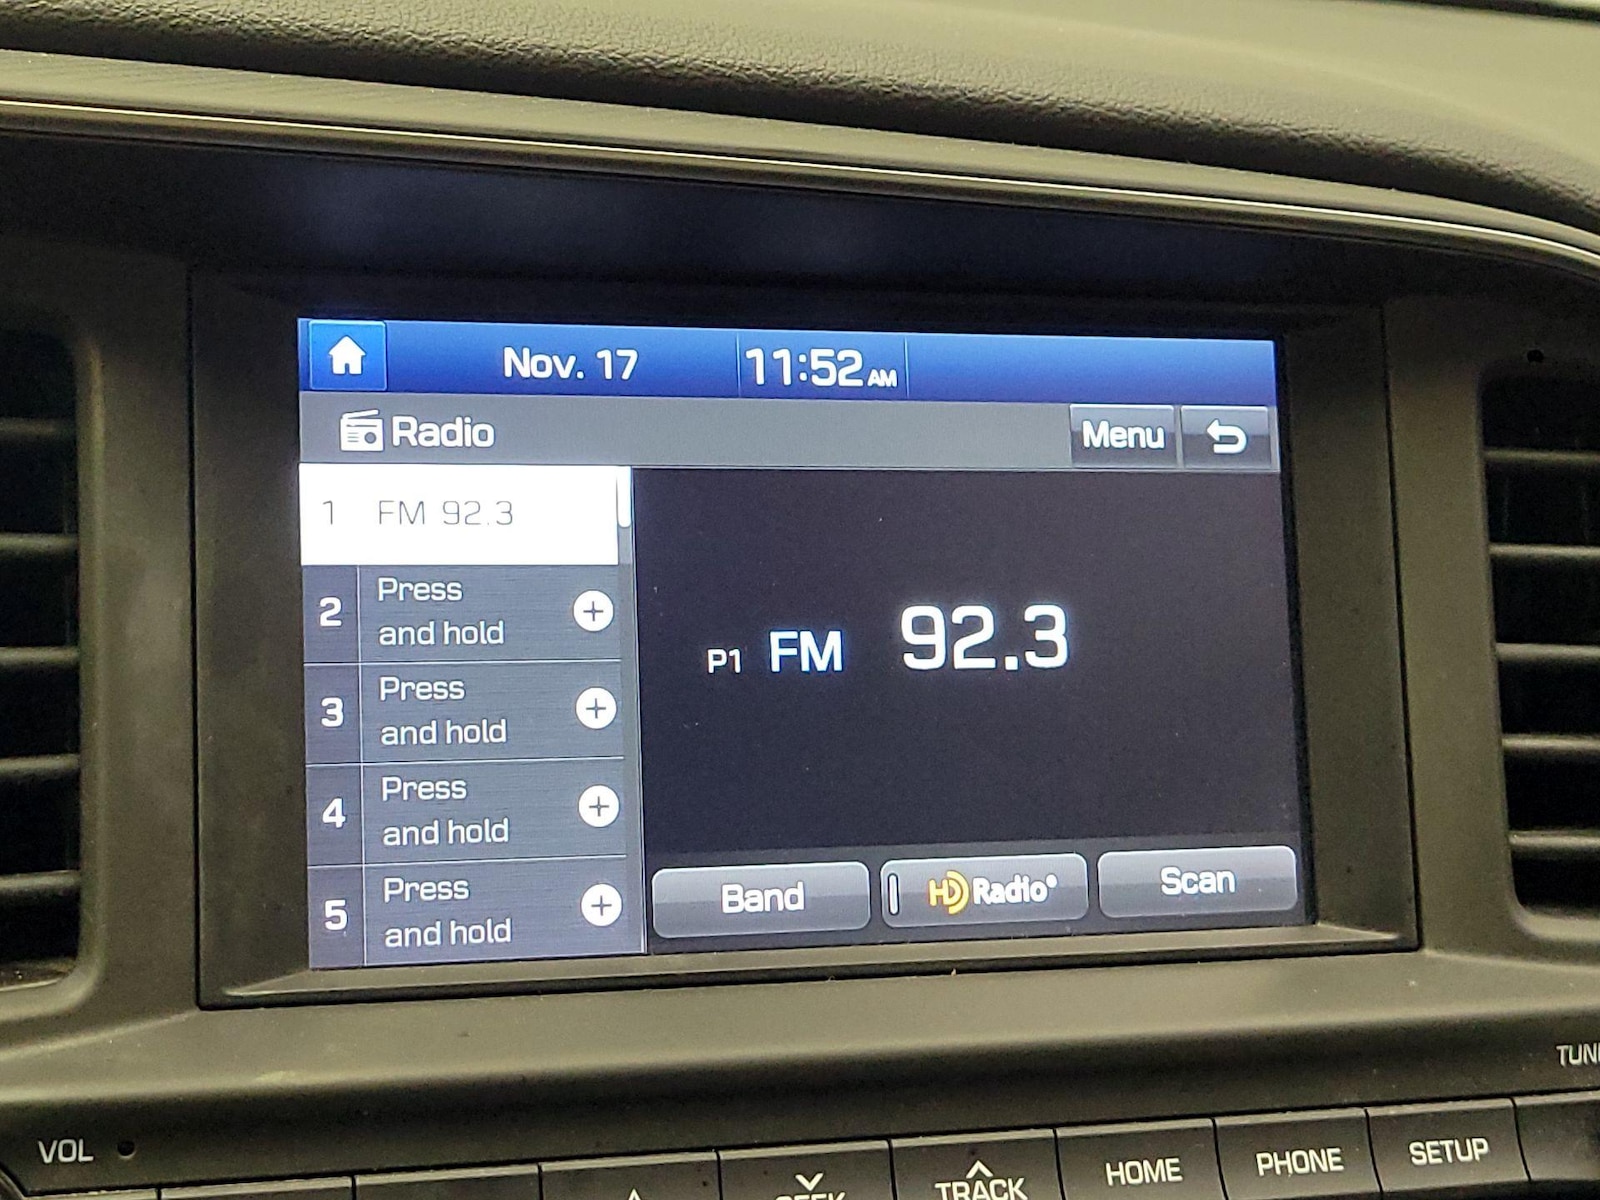 Nov. 17 11:52 AM
Radio Menu
1 FM 92.3
2 Press
and hold
3 Press
and hold
4 Press
and hold
5 Press
and hold
P1 FM 92.3
Band HD Radio® Scan
VOL
TRACK HOME PHONE SETUP